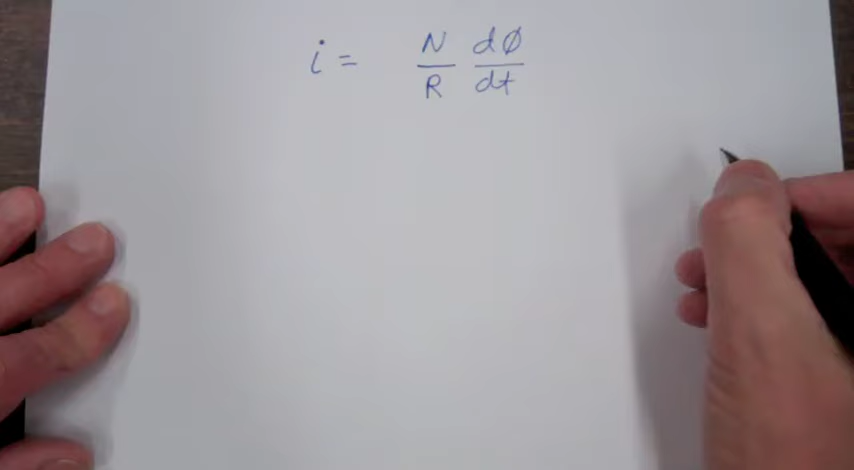 i = N/R dø/dt